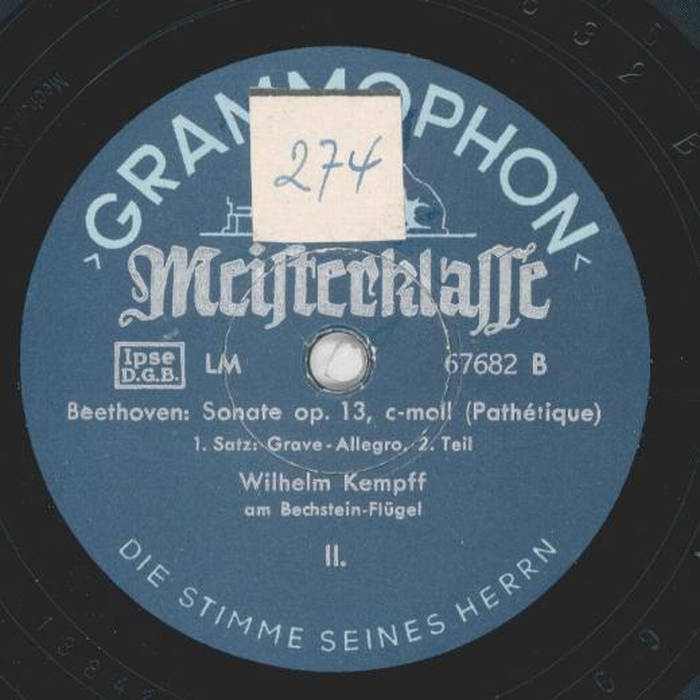 GRAMMOPHON
274
Meisterklasse
Ipse
D.G.B.
LM
67682 B
Beethoven: Sonate op. 13, c-moll (Pathétique)
1. Satz: Grave-Allegro, 2. Teil
Wilhelm Kempff
am Bechstein-Flügel
II.
DIE STIMME SEINES HERRN